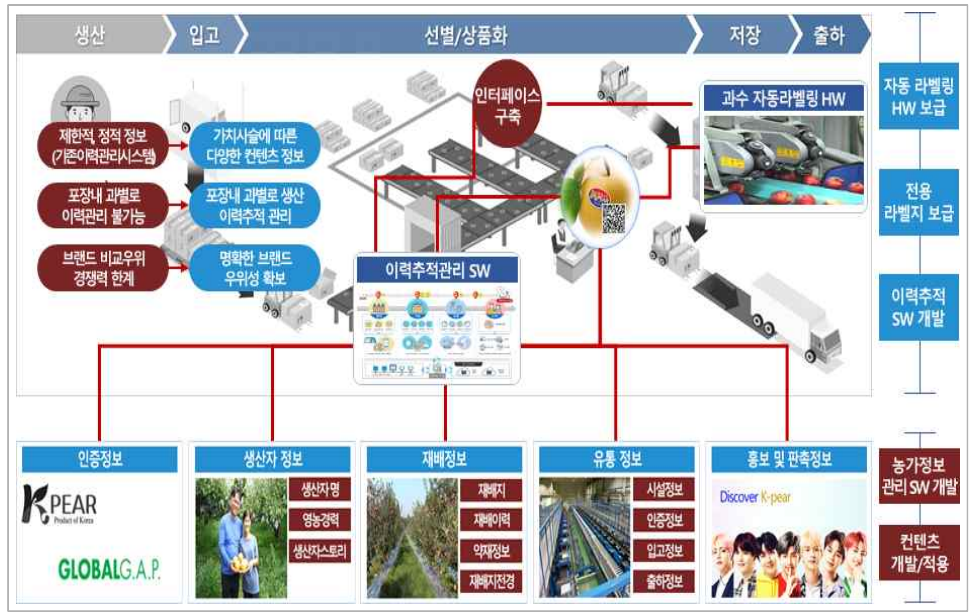 생산
입고
선별/상품화
저장
출하
제한적, 정적 정보
(기존이력관리시스템)
가치사슬에 따른
다양한 컨텐츠 정보
포장내 과별로
이력관리 불가능
포장내 과별로 생산
이력추적 관리
브랜드 비교우위
경쟁력 한계
명확한 브랜드
우위성 확보
인터페이스
구축
과수 자동라벨링 HW
이력추적관리 SW
자동 라벨링
HW 보급
전용
라벨지 보급
이력추적
SW 개발
인증정보
K PEAR
Product of Korea
GLOBALG.A.P.
생산자 정보
생산자 명
영농경력
생산자스토리
재배정보
재배지
재배이력
약재정보
재배지전경
유통 정보
시설정보
인증정보
입고정보
출하정보
홍보 및 판촉정보
Discover K-pear
농가정보
관리 SW 개발
컨텐츠
개발/적용